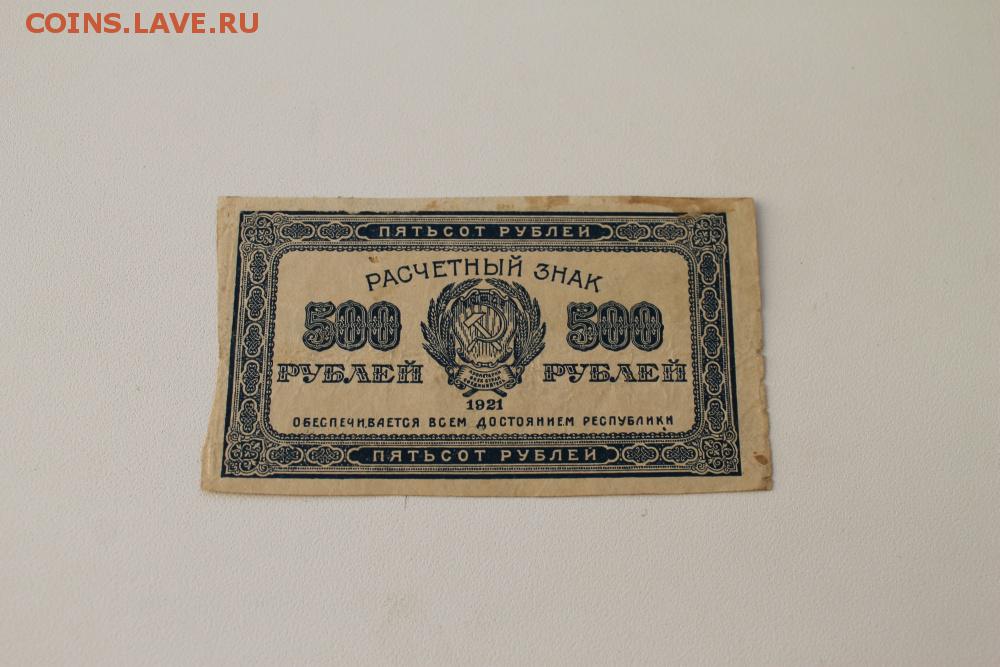 COINS.LAVE.RU
ПЯТЬСОТ РУБЛЕЙ
РАСЧЕТНЫЙ ЗНАК
500 500
РУБЛЕЙ РУБЛЕЙ
1921
ОБЕСПЕЧИВАЕТСЯ ВСЕМ ДОСТОЯНИЕМ РЕСПУБЛИКИ
ПЯТЬСОТ РУБЛЕЙ